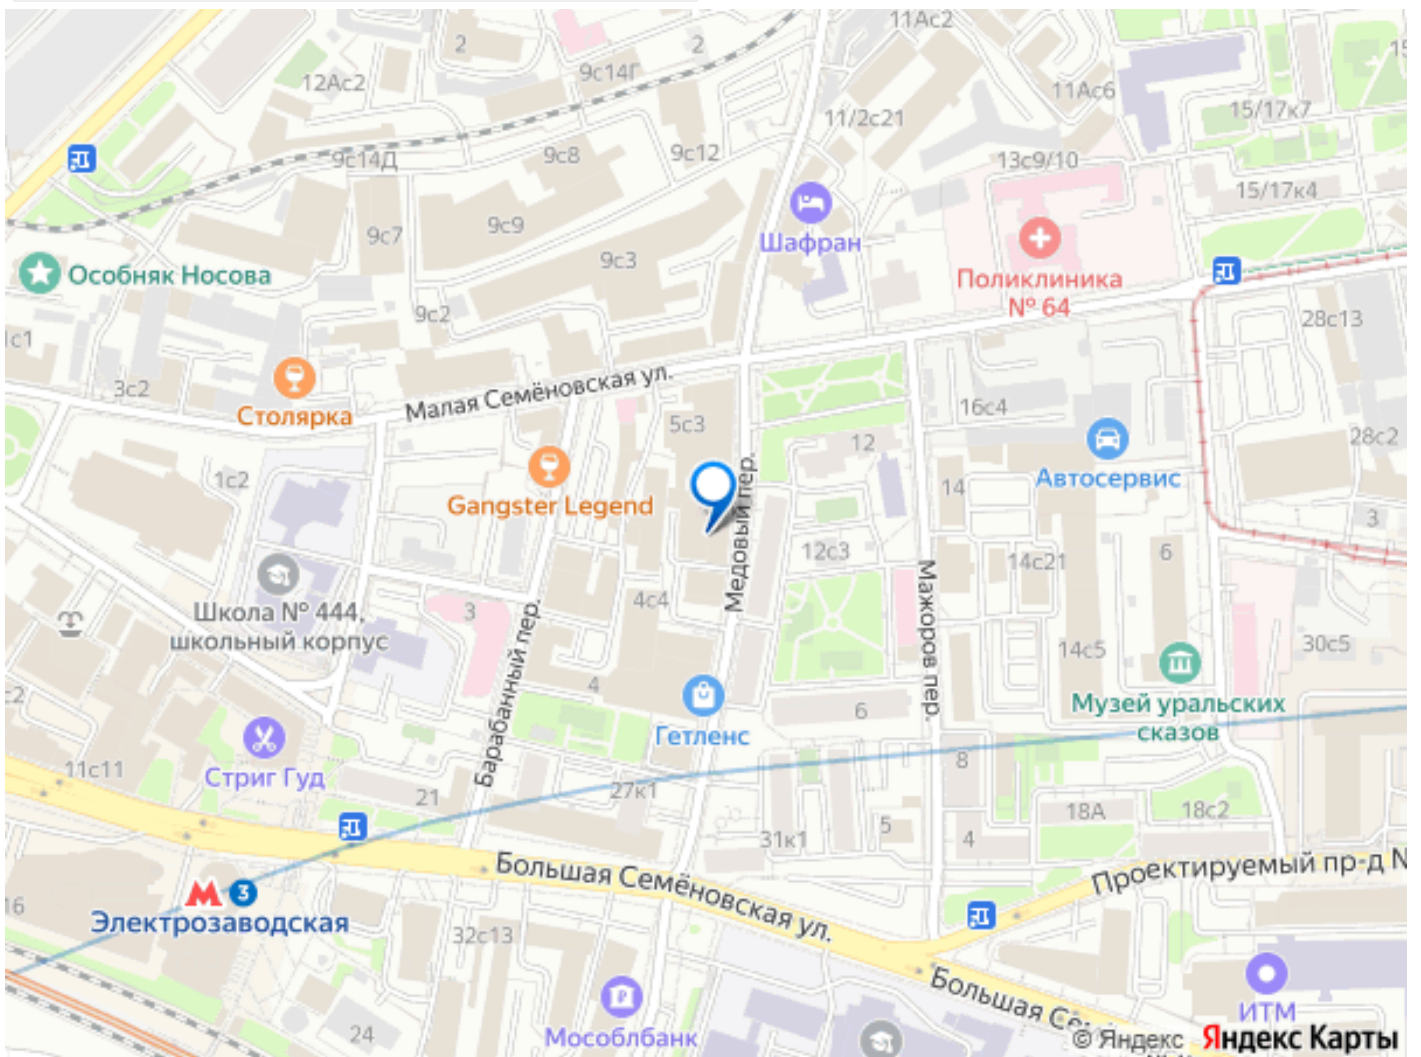 11Ас2
2
2
9с14Г
12Ас2
11Ас6
15
15/17к7
11/2с21
9с14Д
9с8
9с12
13с9/10
15/17к4
9с9
9с7
Шафран
9с3
Особняк Носова
Поликлиника
№ 64
9с2
1с1
28с13
3с2
Малая Семёновская ул.
Столярка
16с4
5с3
12
28с2
1с2
Gangster Legend
Автосервис
14
Медовый пер.
3
12с3
6
14с21
Мажоров пер.
Школа № 444,
школьный корпус
3
4с4
Барабанный пер.
14с5
30с5
4
с2
Музей уральских
сказов
6
Гетленс
Стриг Гуд
11с11
21
27к1
8
18А
18с2
31к1
5
4
Большая Семёновская ул.
Проектируемый пр-д N
16
М 3
Электрозаводская
32с13
Большая Се
ИТМ
Мособлбанк
24
© Яндекс Яндекс Карты